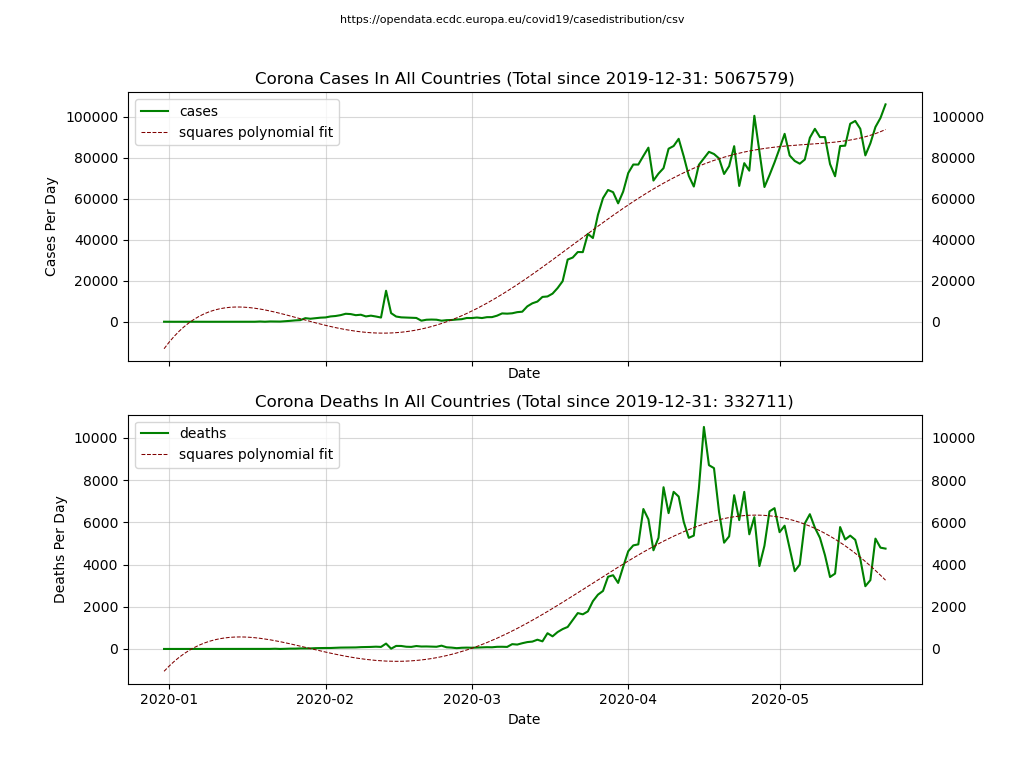 https://opendata.ecdc.europa.eu/covid19/casedistribution/csv
Corona Cases In All Countries (Total since 2019-12-31: 5067579)
cases
squares polynomial fit
Cases Per Day
100000
80000
60000
40000
20000
0
100000
80000
60000
40000
20000
0
Date
Corona Deaths In All Countries (Total since 2019-12-31: 332711)
deaths
squares polynomial fit
Deaths Per Day
10000
8000
6000
4000
2000
0
10000
8000
6000
4000
2000
0
2020-01 2020-02 2020-03 2020-04 2020-05
Date